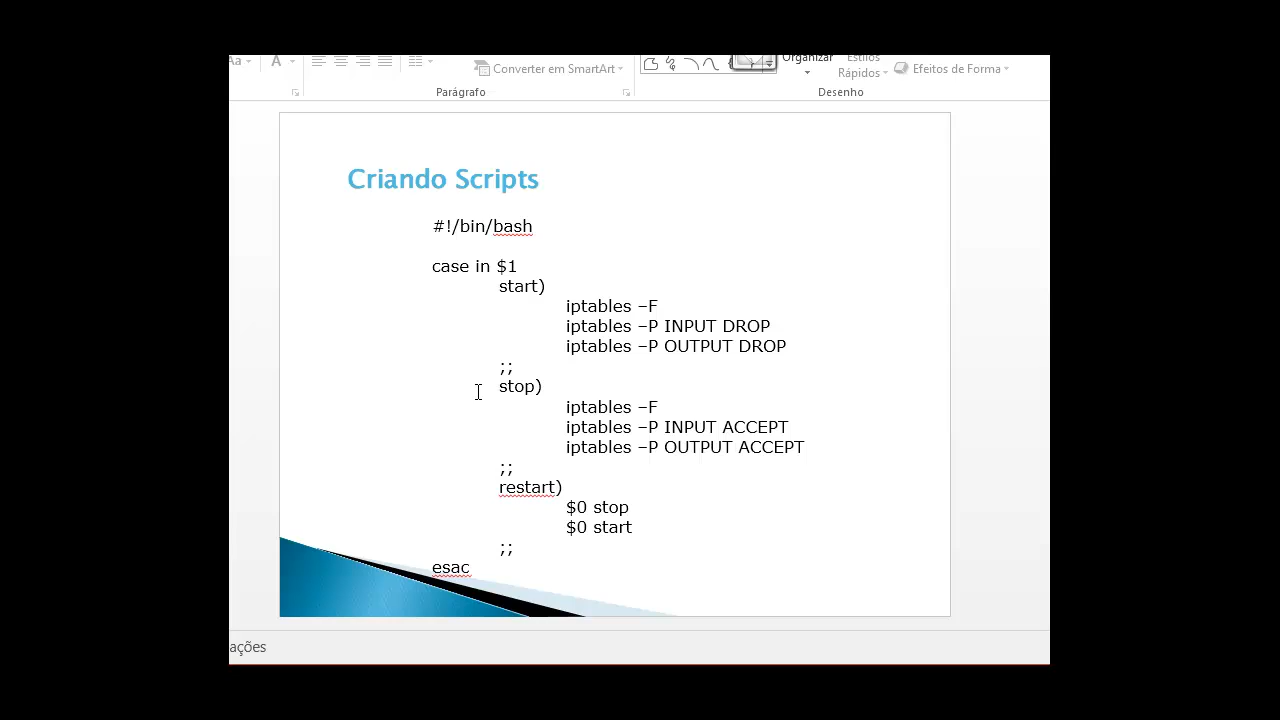 Aa
A
Converter em SmartArt
Organizar
Estilos
Rápidos
Efeitos de Forma
Parágrafo
Desenho
Criando Scripts
#!/bin/bash
case in $1
start)
iptables –F
iptables –P INPUT DROP
iptables –P OUTPUT DROP
;;
stop)
iptables –F
iptables –P INPUT ACCEPT
iptables –P OUTPUT ACCEPT
;;
restart)
$0 stop
$0 start
;;
esac
ações